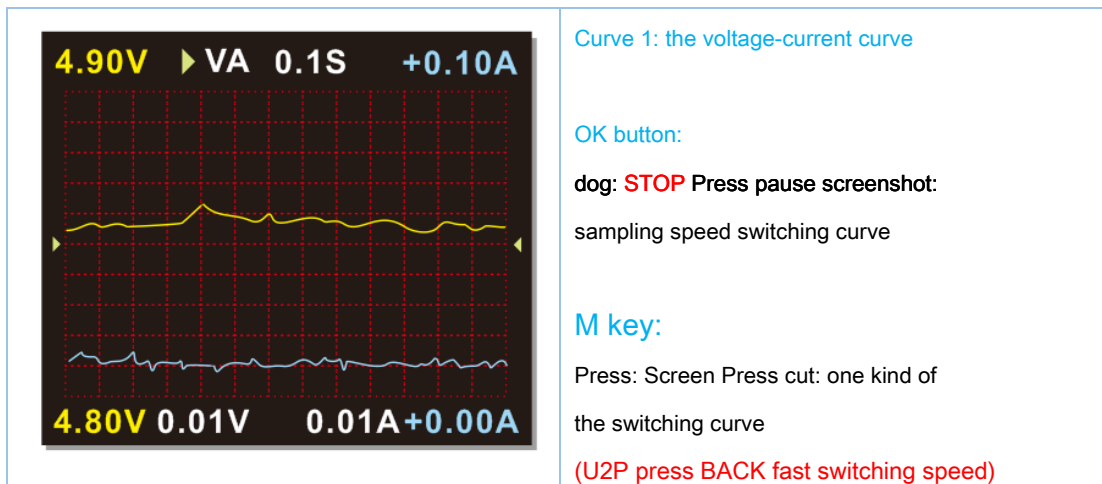 4.90V VA 0.1S +0.10A
4.80V 0.01V 0.01A +0.00A
Curve 1: the voltage-current curve
OK button:
dog: STOP Press pause screenshot:
sampling speed switching curve
M key:
Press: Screen Press cut: one kind of
the switching curve
(U2P press BACK fast switching speed)